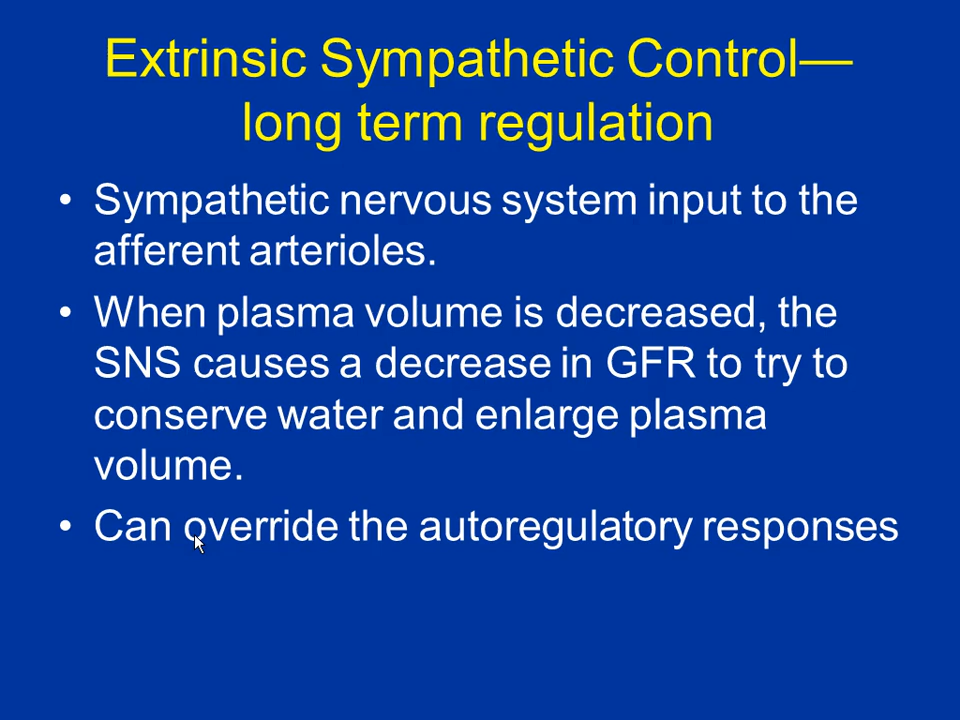 Extrinsic Sympathetic Control—
long term regulation
• Sympathetic nervous system input to the
afferent arterioles.
• When plasma volume is decreased, the
SNS causes a decrease in GFR to try to
conserve water and enlarge plasma
volume.
• Can override the autoregulatory responses